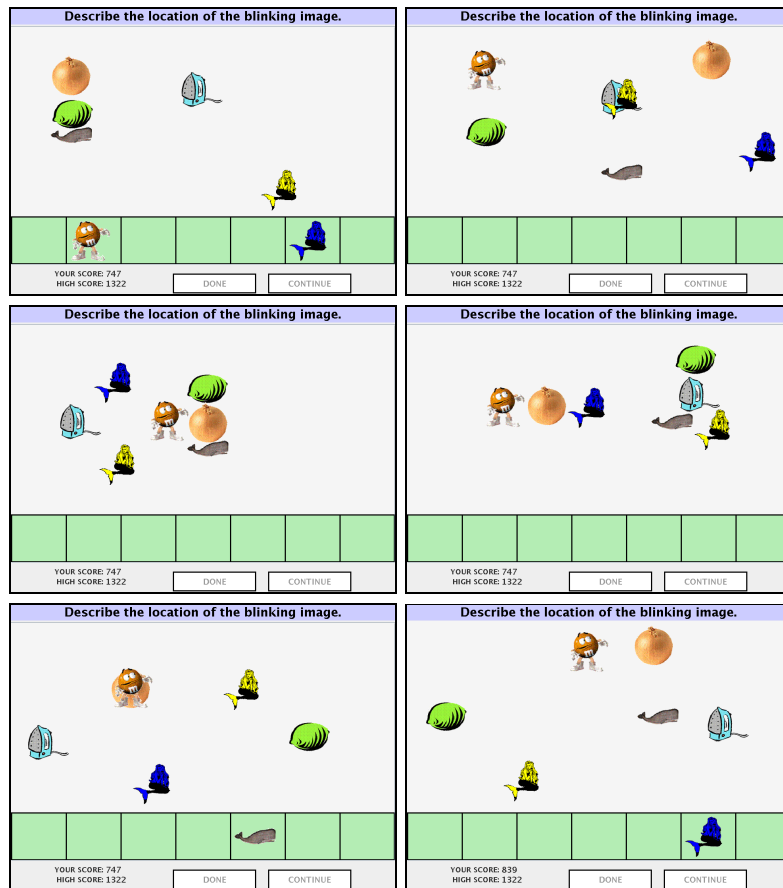 Describe the location of the blinking image.
YOUR SCORE: 747
HIGH SCORE: 1322
DONE
CONTINUE
Describe the location of the blinking image.
YOUR SCORE: 747
HIGH SCORE: 1322
DONE
CONTINUE
Describe the location of the blinking image.
YOUR SCORE: 747
HIGH SCORE: 1322
DONE
CONTINUE
Describe the location of the blinking image.
YOUR SCORE: 747
HIGH SCORE: 1322
DONE
CONTINUE
Describe the location of the blinking image.
YOUR SCORE: 747
HIGH SCORE: 1322
DONE
CONTINUE
Describe the location of the blinking image.
YOUR SCORE: 839
HIGH SCORE: 1322
DONE
CONTINUE